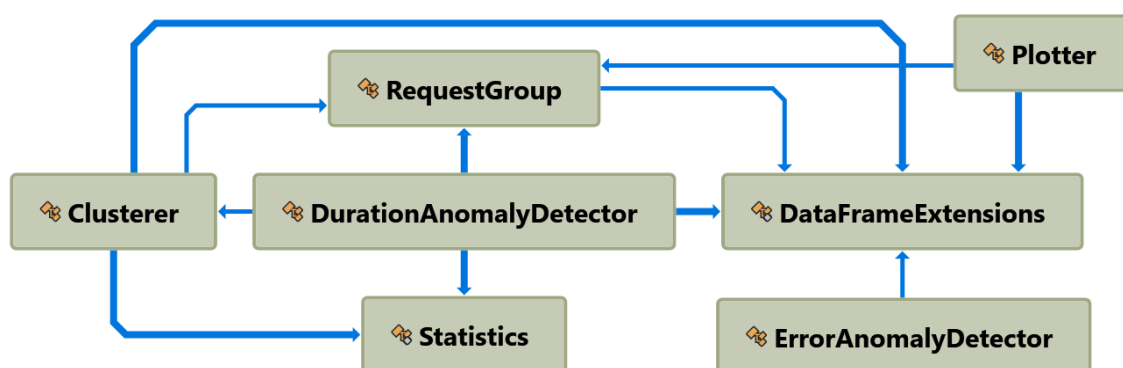 Plotter
RequestGroup
Clusterer
DurationAnomalyDetector
DataFrameExtensions
Statistics
ErrorAnomalyDetector